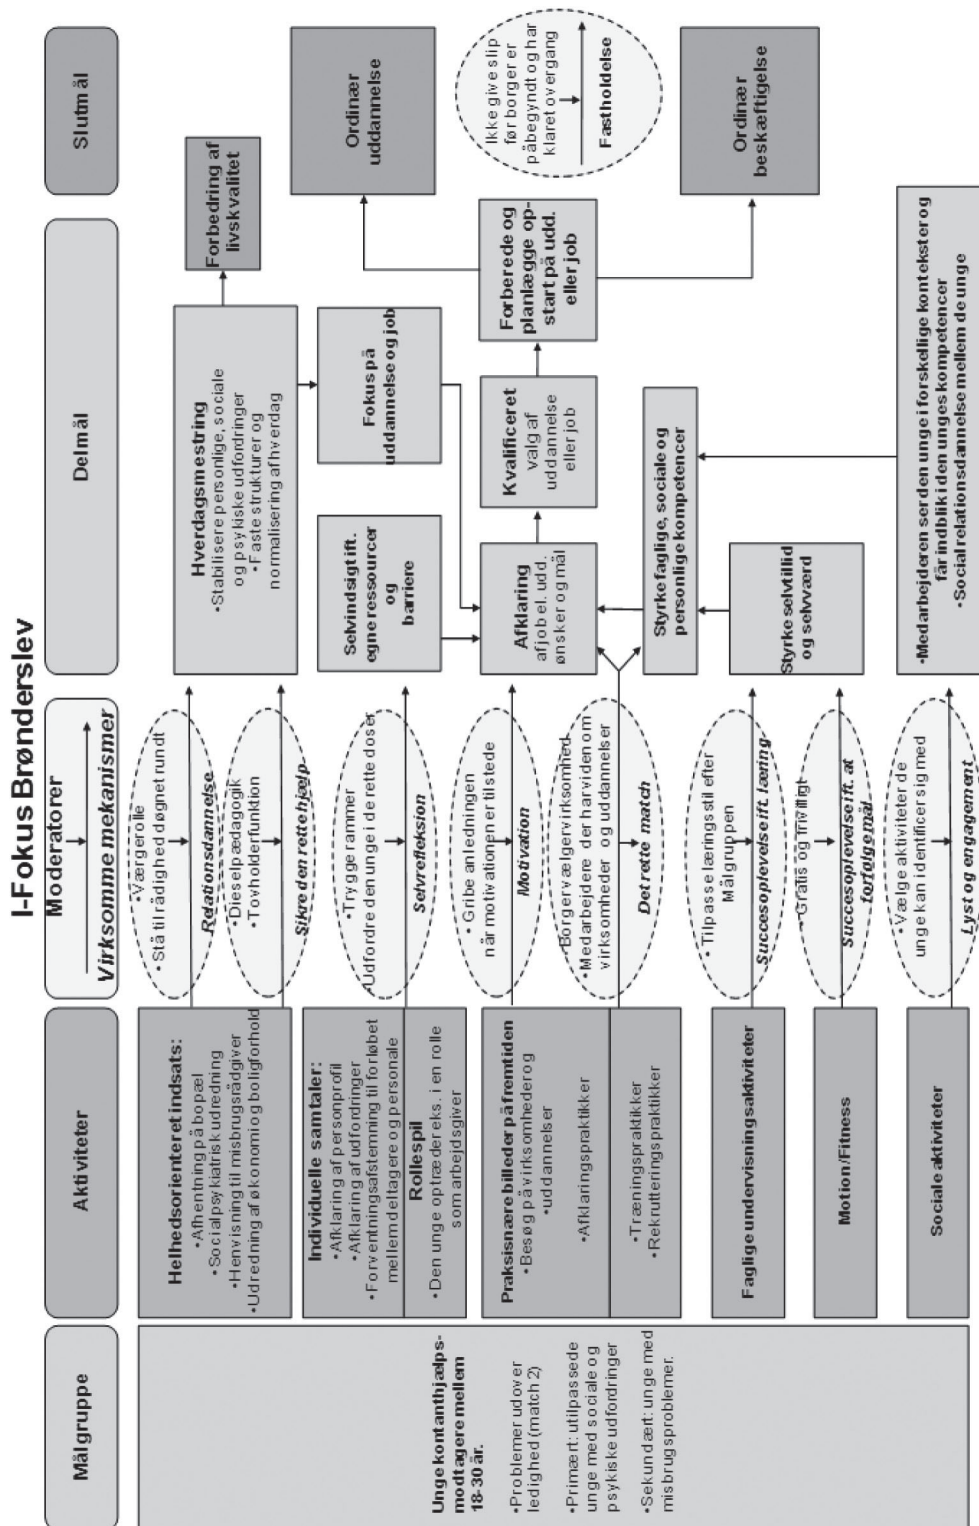 I-Fokus Brønderslev
Målgruppe
Aktiviteter
Moderatorer
Virksomme mekanismer
Delmål
Slutmål
Unge kontanthjælps-
modtagere mellem
18-30 år.
•Problemer udover
ledighed (match 2)
•Primært: utilpassede
unge med sociale og
psykiske udfordringer
•Sekundært: unge med
misbrugsproblemer.
Helhedsorienteret indsats:
•Afhentning på bopæl
•Socialpsykiatrisk udredning
•Henvisning til misbrugsrådgiver
•Udredning af økonomi og boligforhold
Individuelle samtaler:
•Afklaring af personprofil
•Afklaring af udfordringer
•Forventningsafstemning til forløbet
mellem deltagere og personale
Rollespil
•Den unge optræder eks. i en rolle
som arbejdsgiver
Praksisnære billeder på fremtiden
•Besøg på virksomheder og
•uddannelser
•Afklaringspraktikker
•Træningspraktikker
•Rekrutteringspraktikker
Faglige undervisningsaktiviteter
Motion/Fitness
Sociale aktiviteter
•Værgerolle
•Stå til rådighed døgnet rundt
Relationsdannelse
•Dieselpædagogik
•Tovholderfunktion
Sikre den rette hjælp
•Trygge rammer
•Udfordre den unge i de rette doser
Selvrefleksion
•Gribe anledningen
når motivationen er tilstede
Motivation
•Borger vælger virksomhed
•Medarbejdere der har viden om
virksomheder og uddannelser
Det rette match
•Tilpasse læringsstil efter
Målgruppen
Succesoplevelse ift. læring
•Gratis og frivilligt
Succesoplevelse ift. at
forfølge mål
•Vælge aktiviteter de
unge kan identificer sig med
Lyst og engagement
Hverdagsmestring
•Stabilisere personlige, sociale
og psykiske udfordringer
•Faste strukturer og
normalisering af hverdag
Selvindsigt ift.
egne ressourcer
og
barriere
Fokus på
uddannelse og job
Afklaring
af job el. udd.
ønsker og mål
Kvalificeret
valg af
uddannelse
eller job
Forberede og
planlægge op-
start på udd.
eller job
Styrke faglige, sociale og
personlige kompetencer
Styrke selvtillid
og selvværd
•Medarbejderen ser den unge i forskellige kontekster og
får indblik i den unges kompetencer
•Social relationsdannelse mellem de unge
Forbedring af
livskvalitet
Ordinær
uddannelse
Ikke give slip
før borger er
påbegyndt og har
klaret overgang
Fastholdelse
Ordinær
beskæftigelse